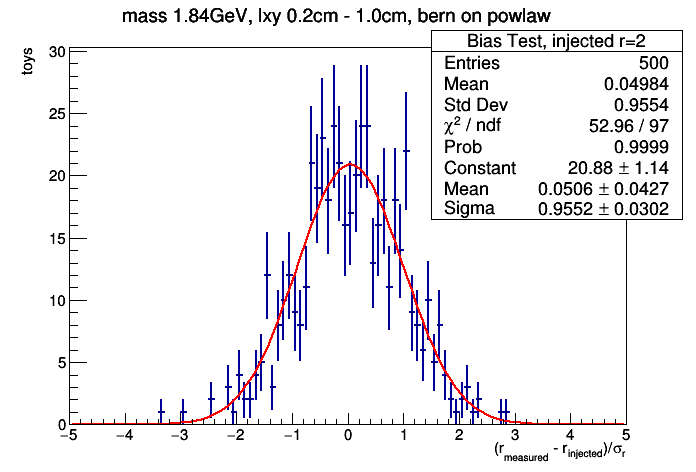 mass 1.84GeV, lxy 0.2cm - 1.0cm, bern on powlaw
Bias Test, injected r=2
Entries 500
Mean 0.04984
Std Dev 0.9554
χ² / ndf 52.96 / 97
Prob 0.9999
Constant 20.88 ± 1.14
Mean 0.0506 ± 0.0427
Sigma 0.9552 ± 0.0302
toys
30
25
20
15
10
5
0
−5 −4 −3 −2 −1 0 1 2 3 4 5
(r_measured - r_injected)/σ_r